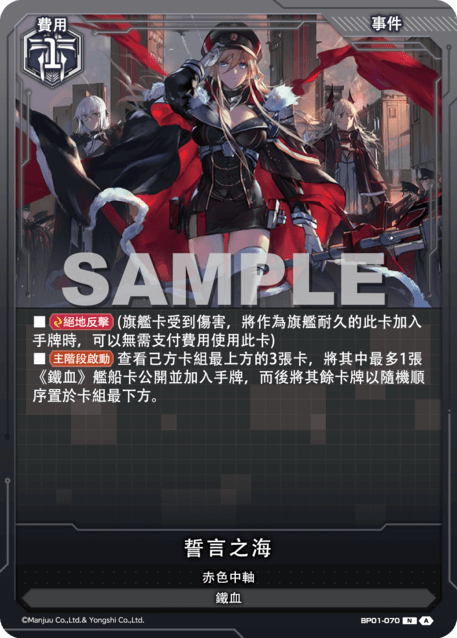 費用
1
事件
SAMPLE
■ 絕地反擊 (旗艦卡受到傷害，將作為旗艦耐久的此卡加入
手牌時，可以無需支付費用使用此卡)
■ 主階段啟動 查看己方卡組最上方的3張卡，將其中最多1張
《鐵血》艦船卡公開並加入手牌，而後將其餘卡牌以隨機順
序置於卡組最下方。
誓言之海
赤色中軸
鐵血
©Manjuu Co.,Ltd.& Yongshi Co.,Ltd.
BP01-070 N A